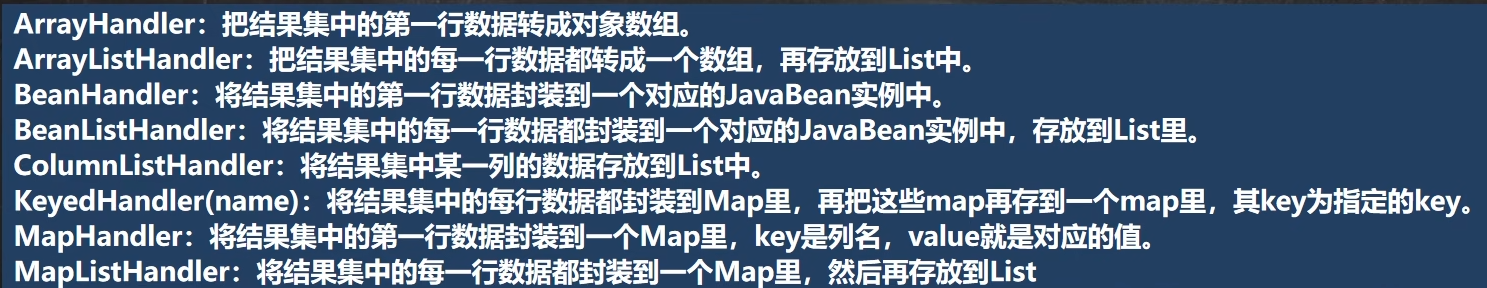 ArrayHandler：把结果集中的第一行数据转成对象数组。
ArrayListHandler：把结果集中的每一行数据都转成一个数组，再存放到List中。
BeanHandler：将结果集中的第一行数据封装到一个对应的JavaBean实例中。
BeanListHandler：将结果集中的每一行数据都封装到一个对应的JavaBean实例中，存放到List里。
ColumnListHandler：将结果集中某一列的数据存放到List中。
KeyedHandler(name)：将结果集中的每行数据都封装到Map里，再把这些map再存到一个map里，其key为指定的key。
MapHandler：将结果集中的第一行数据封装到一个Map里，key是列名，value就是对应的值。
MapListHandler：将结果集中的每一行数据都封装到一个Map里，然后再存放到List